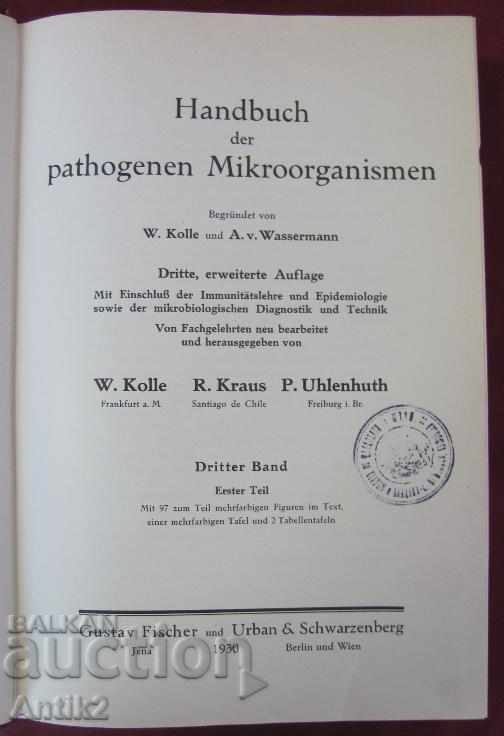 Handbuch
der
pathogenen Mikroorganismen
Begründet von
W. Kolle und A. v. Wassermann
Dritte, erweiterte Auflage
Mit Einschluß der Immunitätslehre und Epidemiologie
sowie der mikrobiologischen Diagnostik und Technik
Von Fachgelehrten neu bearbeitet
und herausgegeben von
W. Kolle R. Kraus P. Uhlenhuth
Frankfurt a. M. Santiago de Chile Freiburg i. Br.
Dritter Band
Erster Teil
Mit 97 zum Teil mehrfarbigen Figuren im Text,
einer mehrfarbigen Tafel und 2 Tabellentafeln
Gustav Fischer und Urban & Schwarzenberg
Jena 1930 Berlin und Wien
BALKAN
auction
Antik2